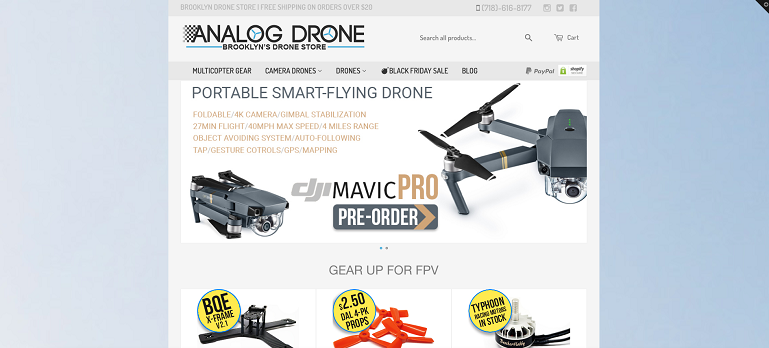 BROOKLYN DRONE STORE | FREE SHIPPING ON ORDERS OVER $20
(718)-616-8177
ANALOG DRONE
BROOKLYN'S DRONE STORE
Search all products...
Cart
MULTICOPTER GEAR
CAMERA DRONES
DRONES
BLACK FRIDAY SALE
BLOG
PayPal
shopify
PORTABLE SMART-FLYING DRONE
FOLDABLE/4K CAMERA/GIMBAL STABILIZATION
27MIN FLIGHT/40MPH MAX SPEED/4 MILES RANGE
OBJECT AVOIDING SYSTEM/AUTO-FOLLOWING
TAP/GESTURE COTROLS/GPS/MAPPING
dji MAVIC PRO
PRE-ORDER
GEAR UP FOR FPV
BQE
X-FRAME
V2.1
$2.50
DAL 4-PK
PROPS
TYPHOON
RACING MOTORS
IN STOCK